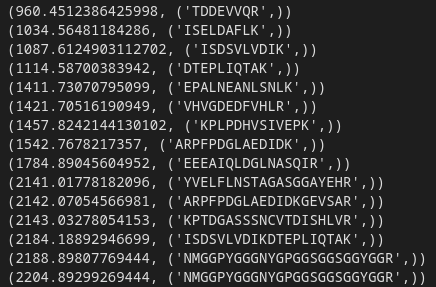 (960.4512386425998, ('TDDEVVQR',))
(1034.56481184286, ('ISELDAFLK',))
(1087.6124903112702, ('ISDSVLVDIK',))
(1114.58700383942, ('DTEPLIQTAK',))
(1411.73070795099, ('EPALNEANLSNLK',))
(1421.70516190949, ('VHVGDEDFVHLR',))
(1457.8242144130102, ('KPLPDHVSIVEPK',))
(1542.7678217357, ('ARPFPDGLAEDIDK',))
(1784.89045604952, ('EEEAIQLDGLNASQIR',))
(2141.01778182096, ('YVELFLNSTAGASGGAYEHR',))
(2142.07054566981, ('ARPFPDGLAEDIDKGEVSAR',))
(2143.03278054153, ('KPTDGASSSNCVTDISHLVR',))
(2184.18892946699, ('ISDSVLVDIKDTEPLIQTAK',))
(2188.89807769444, ('NMGGPYGGGNYGPGGSGGSGGYGGR',))
(2204.89299269444, ('NMGGPYGGGNYGPGGSGGSGGYGGR',))